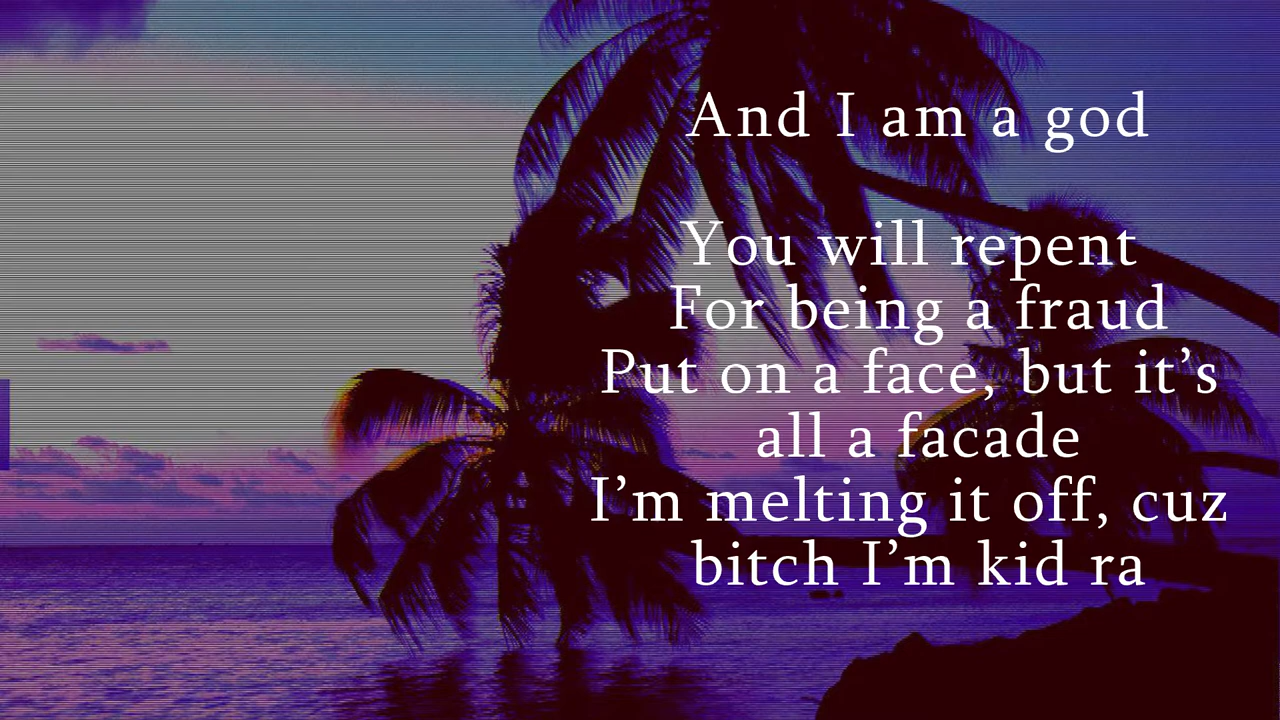 And I am a god
You will repent
For being a fraud
Put on a face, but it’s
all a facade
I’m melting it off, cuz
bitch I’m kid ra